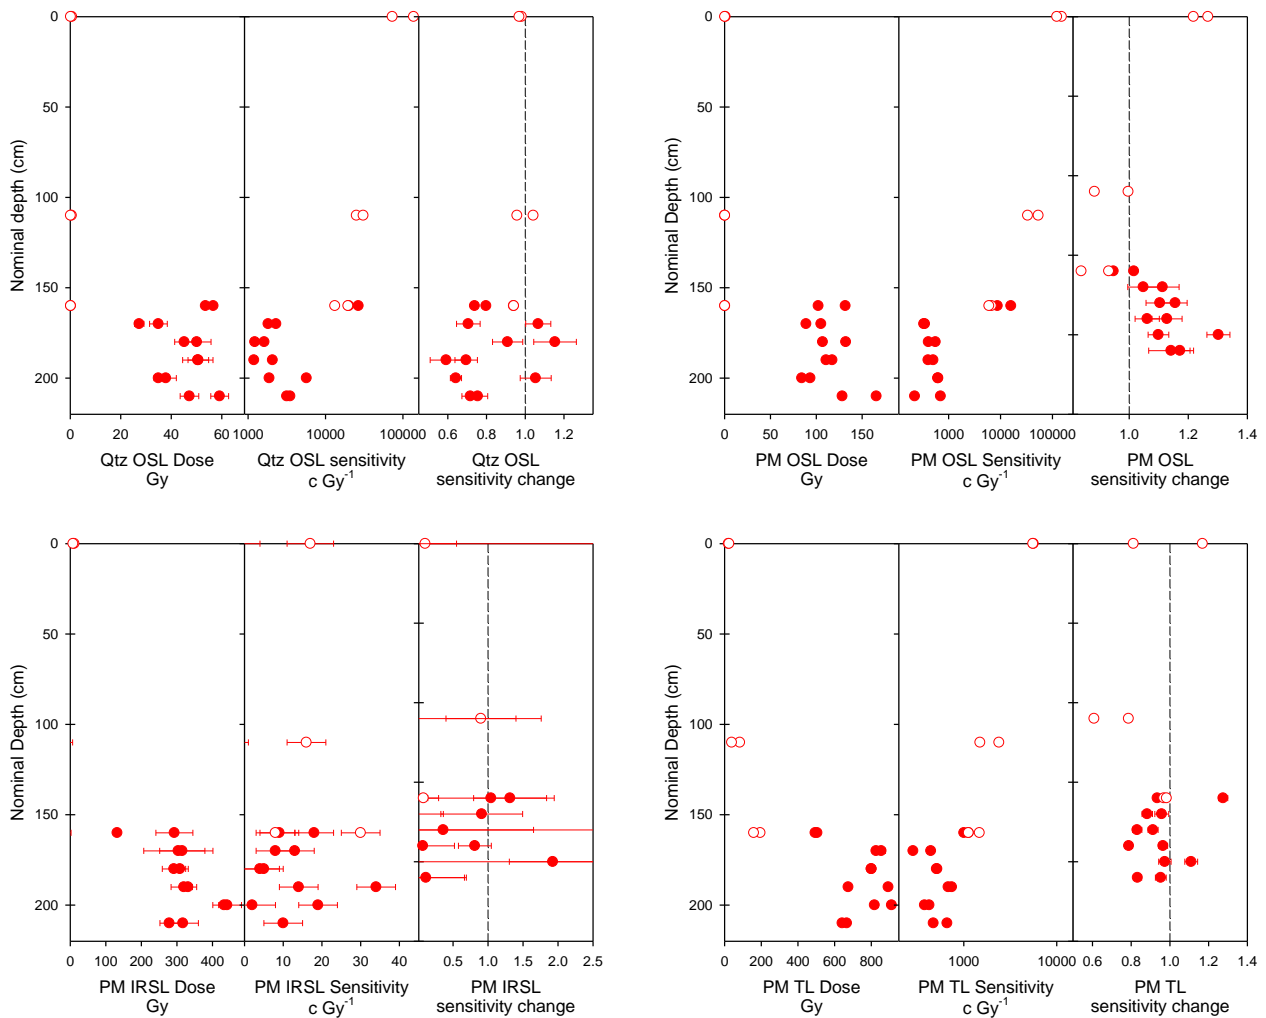 0
50
100
150
200
Nominal depth (cm)
0 20 40 60 1000 10000 100000 0.6 0.8 1.0 1.2
Qtz OSL Dose
Gy
Qtz OSL sensitivity
c Gy-1
Qtz OSL
sensitivity change
0
50
100
150
200
Nominal Depth (cm)
0 50 100 150 1000 10000 100000 1.0 1.2 1.4
PM OSL Dose
Gy
PM OSL Sensitivity
c Gy-1
PM OSL
sensitivity change
0
50
100
150
200
Nominal Depth (cm)
0 100 200 300 400 0 10 20 30 40 0.5 1.0 1.5 2.0 2.5
PM IRSL Dose
Gy
PM IRSL Sensitivity
c Gy-1
PM IRSL
sensitivity change
0
50
100
150
200
Nominal Depth (cm)
0 200 400 600 800 1000 10000 0.6 0.8 1.0 1.2 1.4
PM TL Dose
Gy
PM TL Sensitivity
c Gy-1
PM TL
sensitivity change